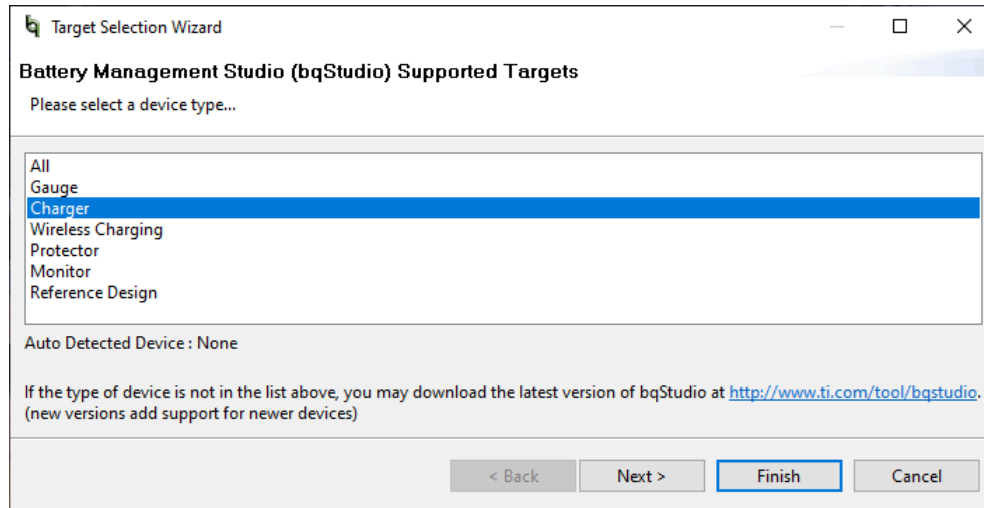 Target Selection Wizard
Battery Management Studio (bqStudio) Supported Targets
Please select a device type...
All
Gauge
Charger
Wireless Charging
Protector
Monitor
Reference Design
Auto Detected Device : None
If the type of device is not in the list above, you may download the latest version of bqStudio at http://www.ti.com/tool/bqstudio.
(new versions add support for newer devices)
< Back Next > Finish Cancel